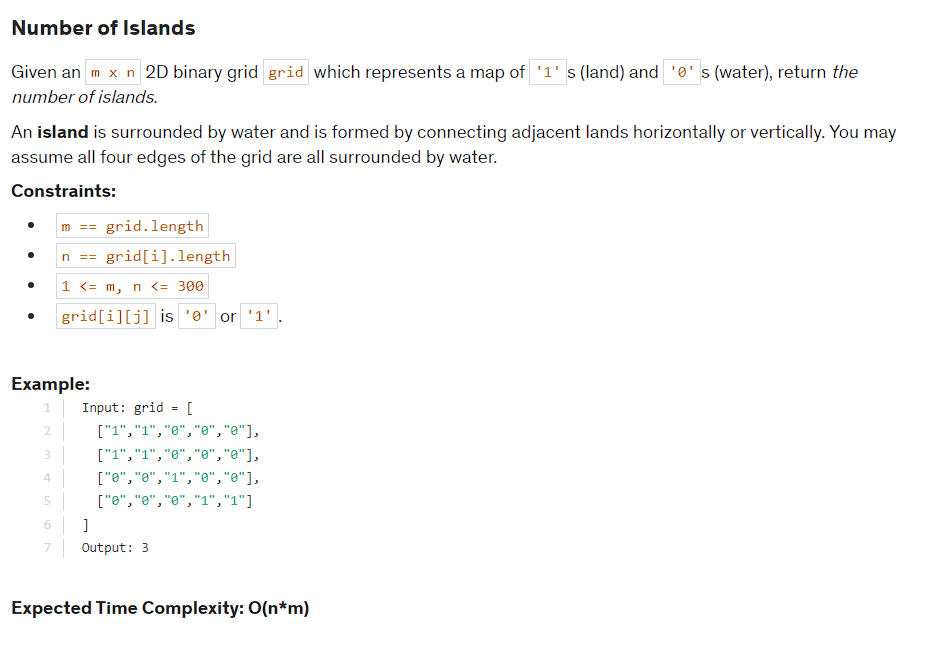 Number of Islands
Given an m x n 2D binary grid grid which represents a map of '1' s (land) and '0' s (water), return the
number of islands.
An island is surrounded by water and is formed by connecting adjacent lands horizontally or vertically. You may
assume all four edges of the grid are all surrounded by water.
Constraints:
• m == grid.length
• n == grid[i].length
• 1 <= m, n <= 300
• grid[i][j] is '0' or '1' .
Example:
1 Input: grid = [
2 ["1","1","0","0","0"],
3 ["1","1","0","0","0"],
4 ["0","0","1","0","0"],
5 ["0","0","0","1","1"]
6 ]
7 Output: 3
Expected Time Complexity: O(n*m)